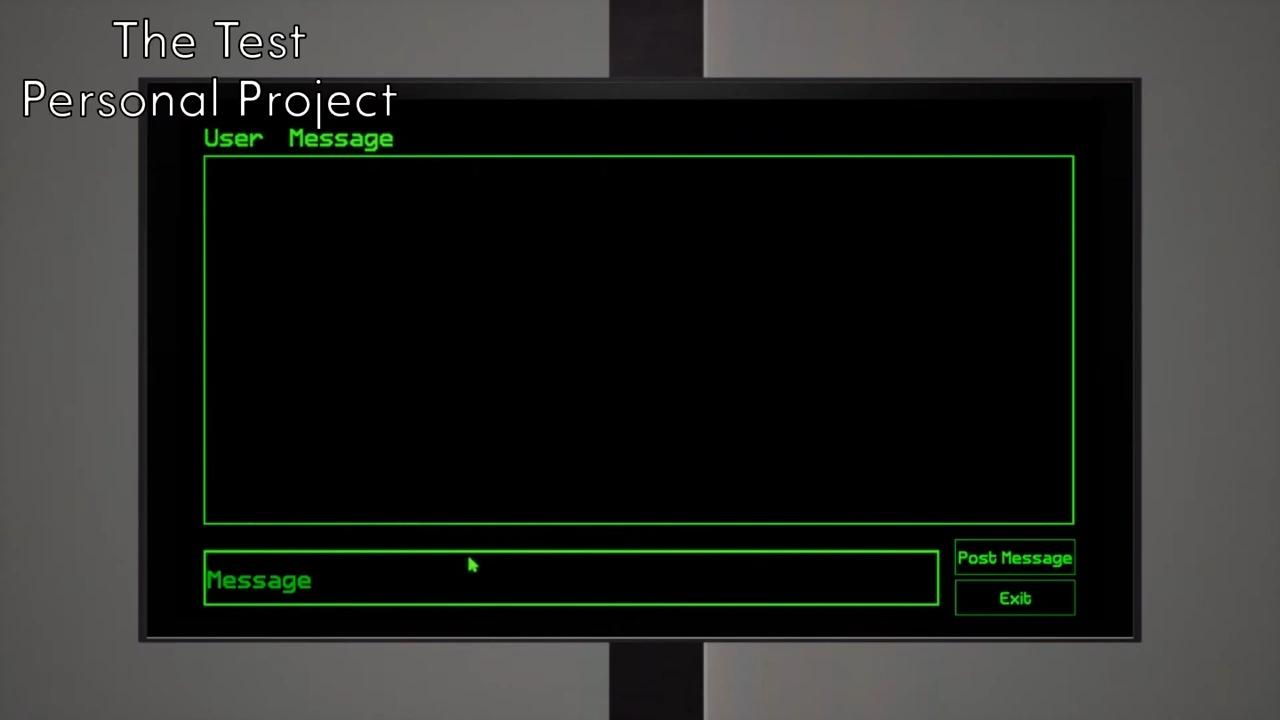 The Test
Personal Project
User Message
Message
Post Message
Exit